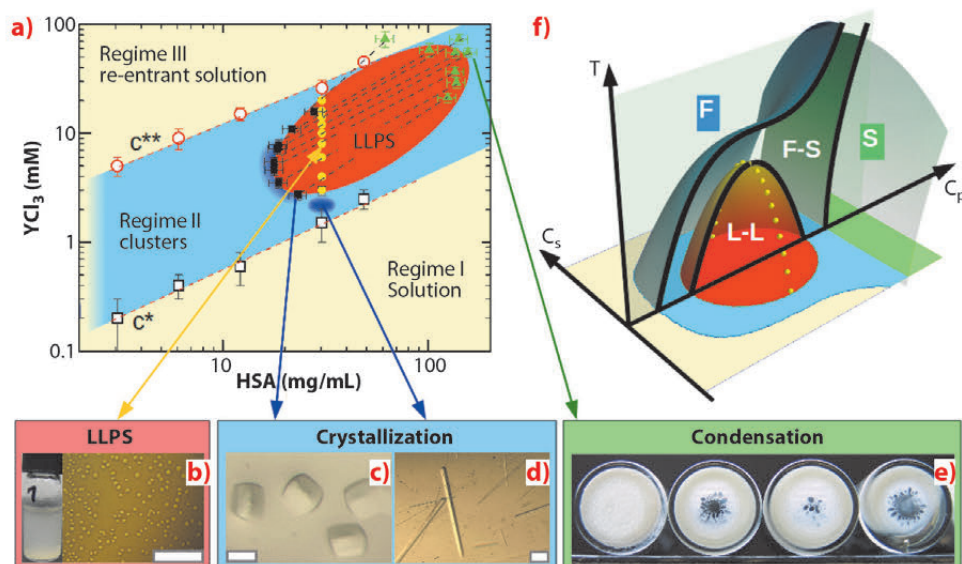 a)
100
10
1
0.1
YCl₃ (mM)
Regime III
re-entrant solution
c**
LLPS
Regime II
clusters
c*
Regime I
Solution
10
100
HSA (mg/mL)
f)
T
F
F-S
S
Cₚ
Cₛ
L-L
LLPS
b)
1
Crystallization
c)
d)
Condensation
e)